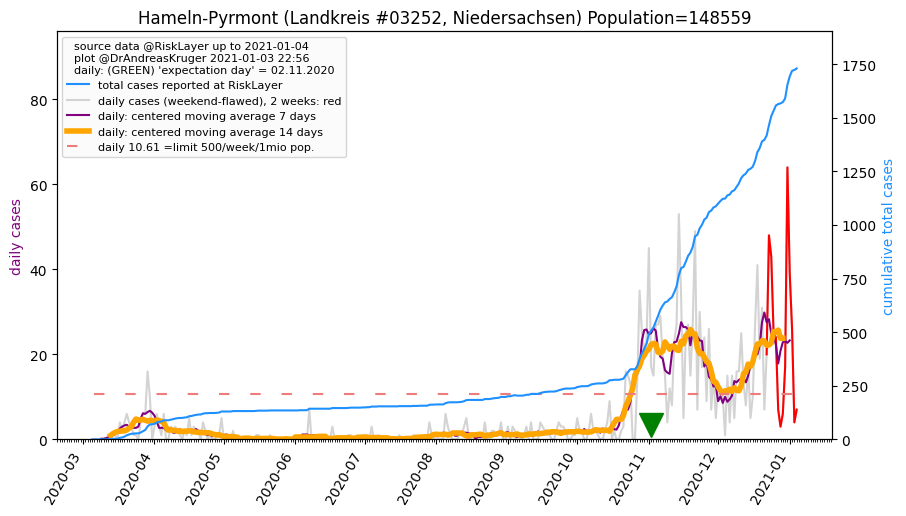 Hameln-Pyrmont (Landkreis #03252, Niedersachsen) Population=148559
source data @RiskLayer up to 2021-01-04
plot @DrAndreasKruger 2021-01-03 22:56
daily: (GREEN) 'expectation day' = 02.11.2020
total cases reported at RiskLayer
daily cases (weekend-flawed), 2 weeks: red
daily: centered moving average 7 days
daily: centered moving average 14 days
daily 10.61 =limit 500/week/1mio pop.
daily cases
80
60
40
20
0
cumulative total cases
1750
1500
1250
1000
750
500
250
0
2020-03
2020-04
2020-05
2020-06
2020-07
2020-08
2020-09
2020-10
2020-11
2020-12
2021-01